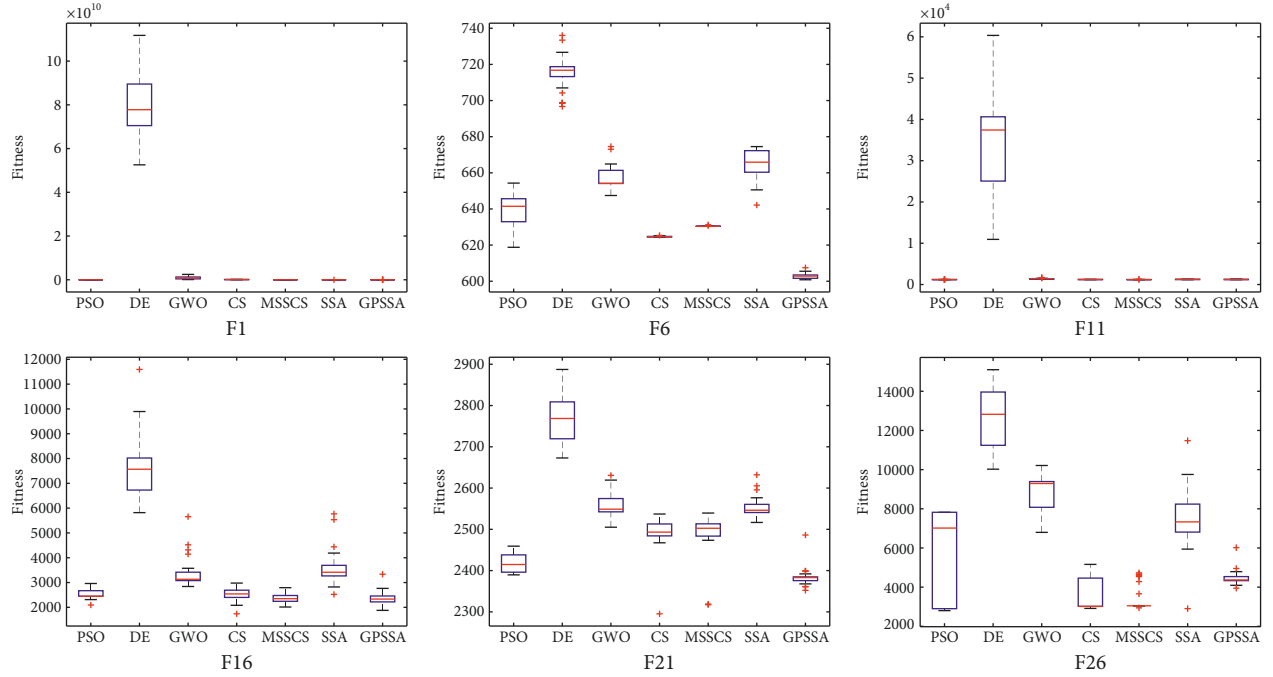 ×10^10
10
8
6
4
2
0
Fitness
PSO DE GWO CS MSSCS SSA GPSSA
F1
740
720
700
680
660
640
620
600
Fitness
PSO DE GWO CS MSSCS SSA GPSSA
F6
×10^4
6
5
4
3
2
1
0
Fitness
PSO DE GWO CS MSSCS SSA GPSSA
F11
12000
11000
10000
9000
8000
7000
6000
5000
4000
3000
2000
Fitness
PSO DE GWO CS MSSCS SSA GPSSA
F16
2900
2800
2700
2600
2500
2400
2300
Fitness
PSO DE GWO CS MSSCS SSA GPSSA
F21
14000
12000
10000
8000
6000
4000
2000
Fitness
PSO DE GWO CS MSSCS SSA GPSSA
F26